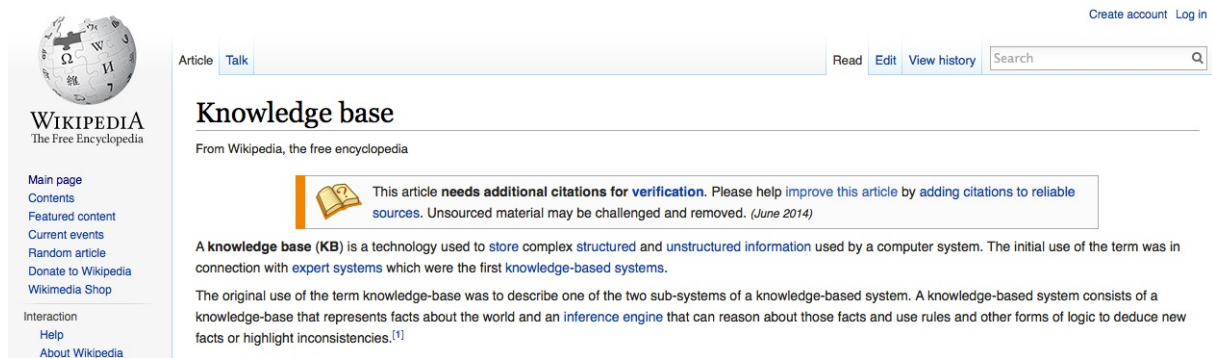 Create account Log in
Article Talk Read Edit View history Search
WIKIPEDIA
The Free Encyclopedia
Main page
Contents
Featured content
Current events
Random article
Donate to Wikipedia
Wikimedia Shop
Interaction
Help
About Wikipedia
Knowledge base
From Wikipedia, the free encyclopedia
This article needs additional citations for verification. Please help improve this article by adding citations to reliable
sources. Unsourced material may be challenged and removed. (June 2014)
A knowledge base (KB) is a technology used to store complex structured and unstructured information used by a computer system. The initial use of the term was in
connection with expert systems which were the first knowledge-based systems.
The original use of the term knowledge-base was to describe one of the two sub-systems of a knowledge-based system. A knowledge-based system consists of a
knowledge-base that represents facts about the world and an inference engine that can reason about those facts and use rules and other forms of logic to deduce new
facts or highlight inconsistencies.[1]